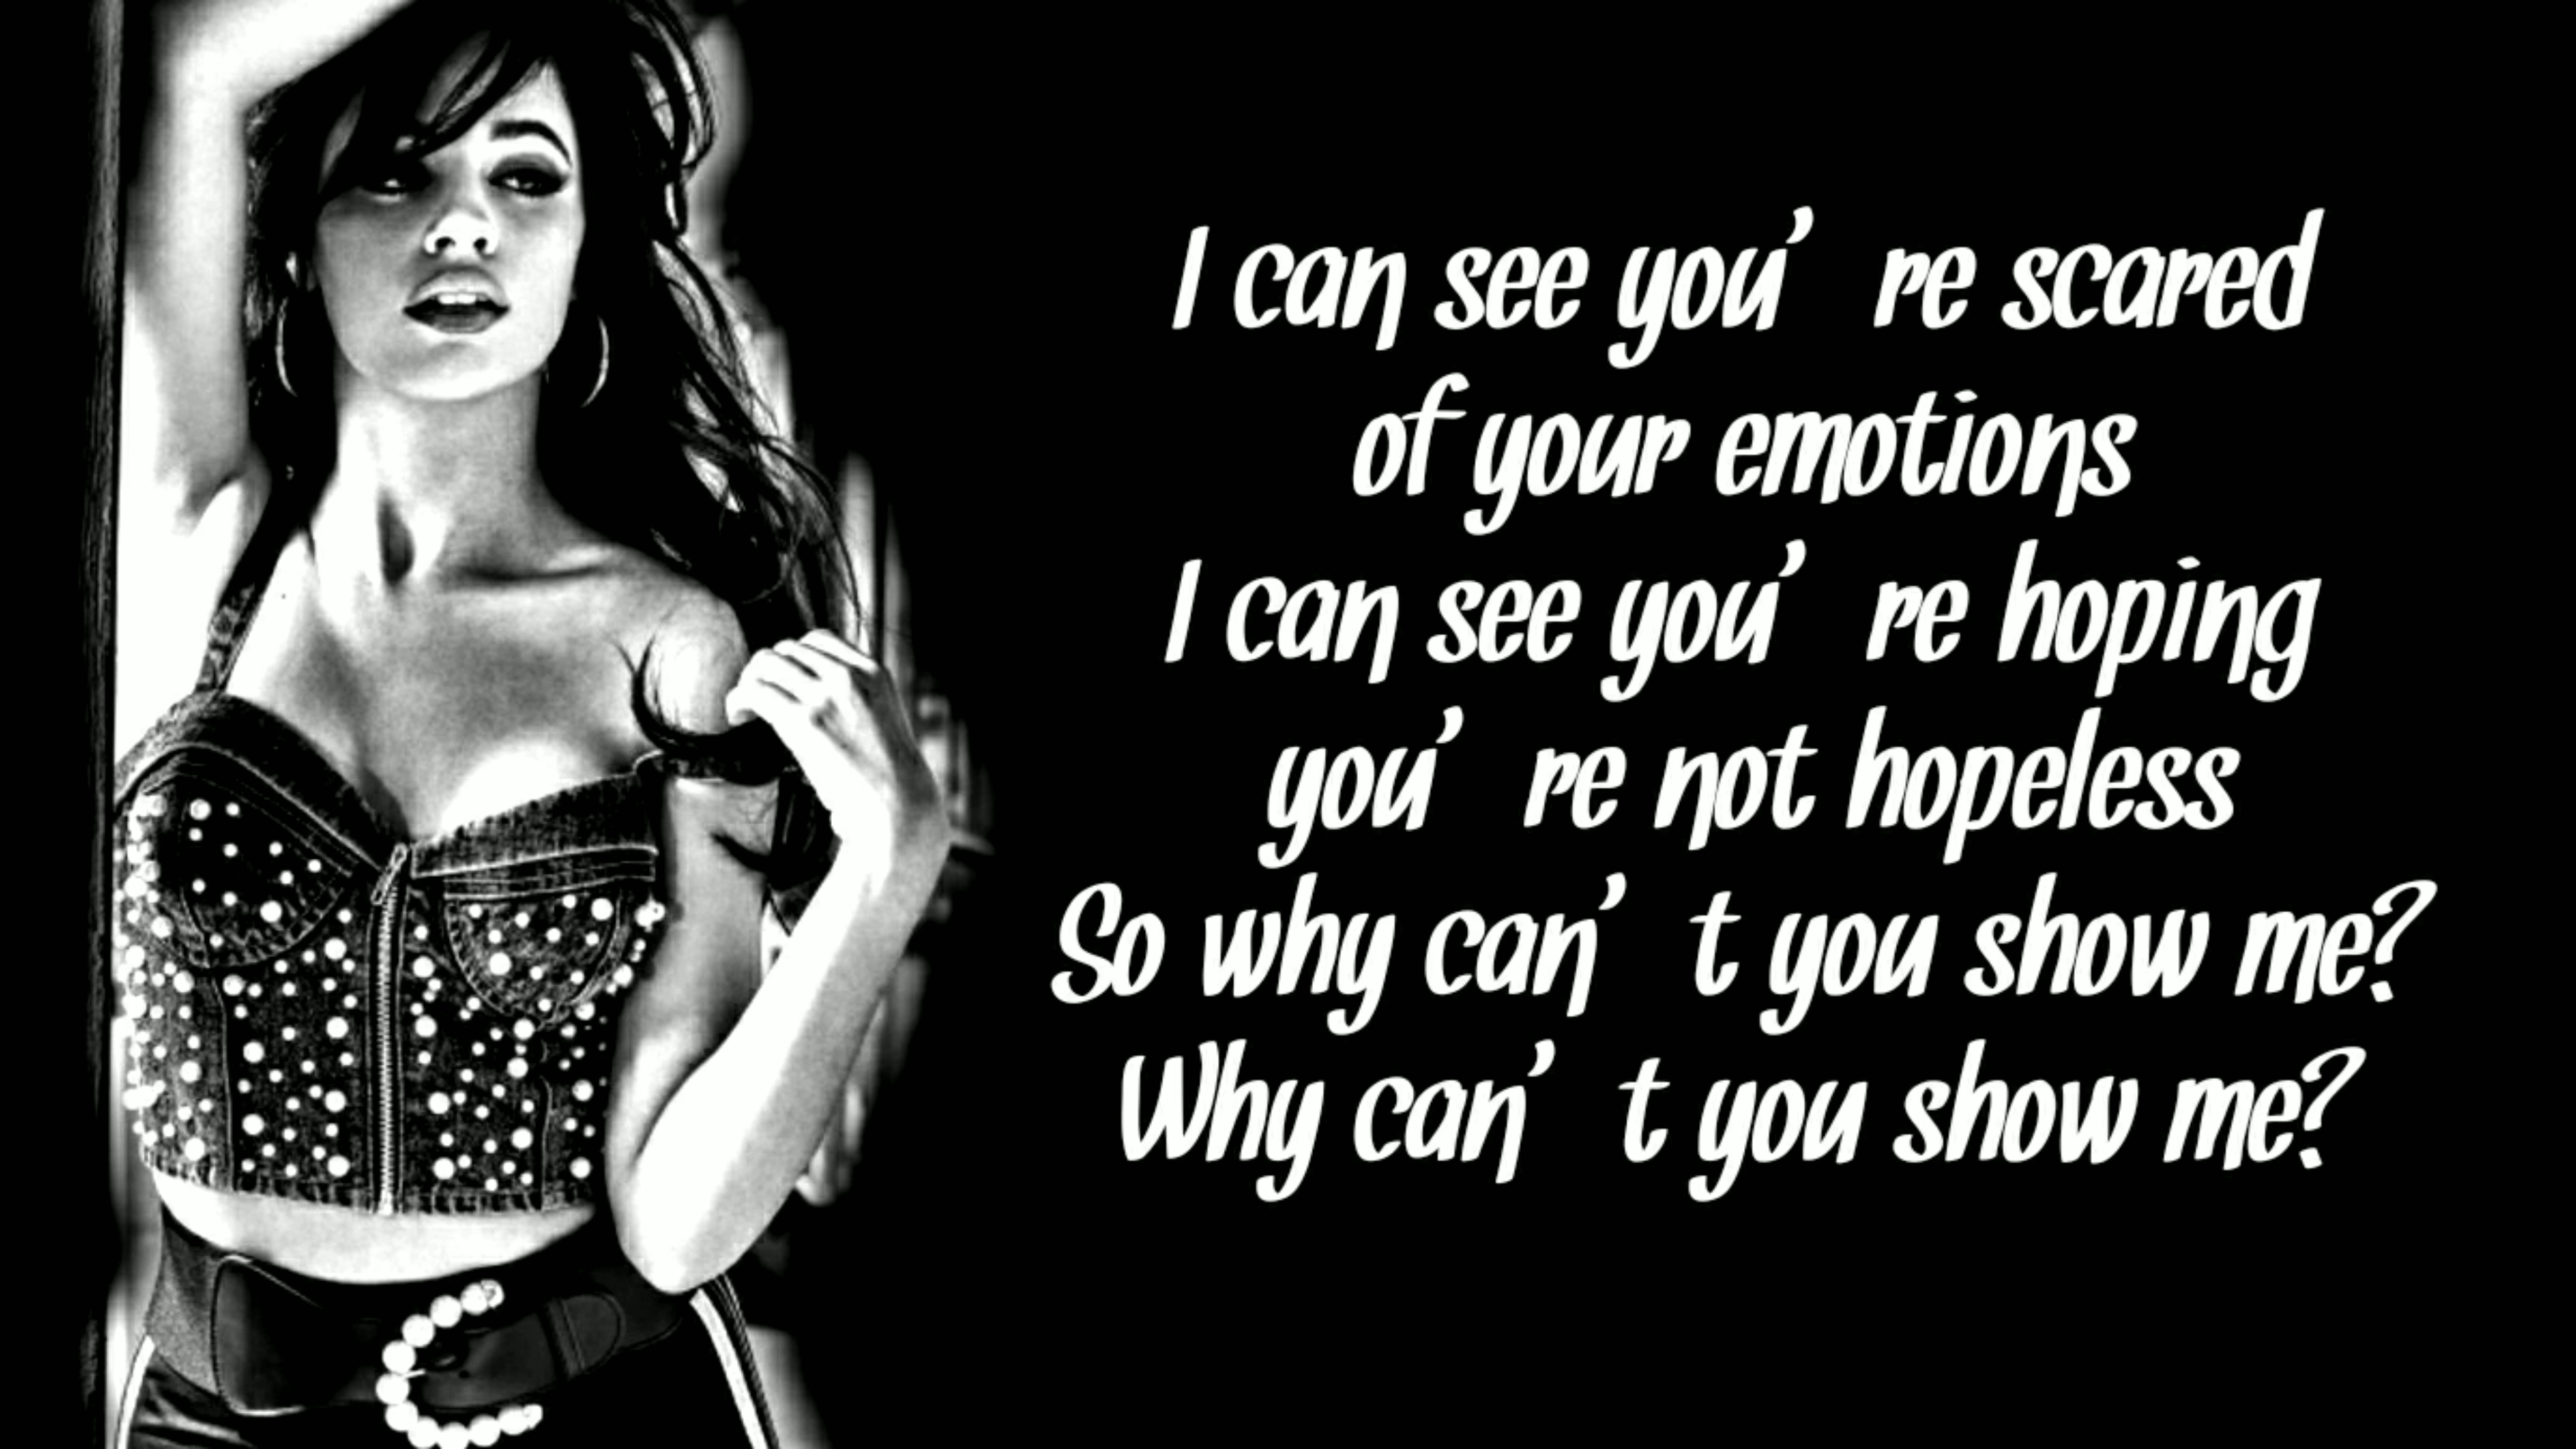 I can see you’re scared
of your emotions
I can see you’re hoping
you’re not hopeless
So why can’t you show me?
Why can’t you show me?